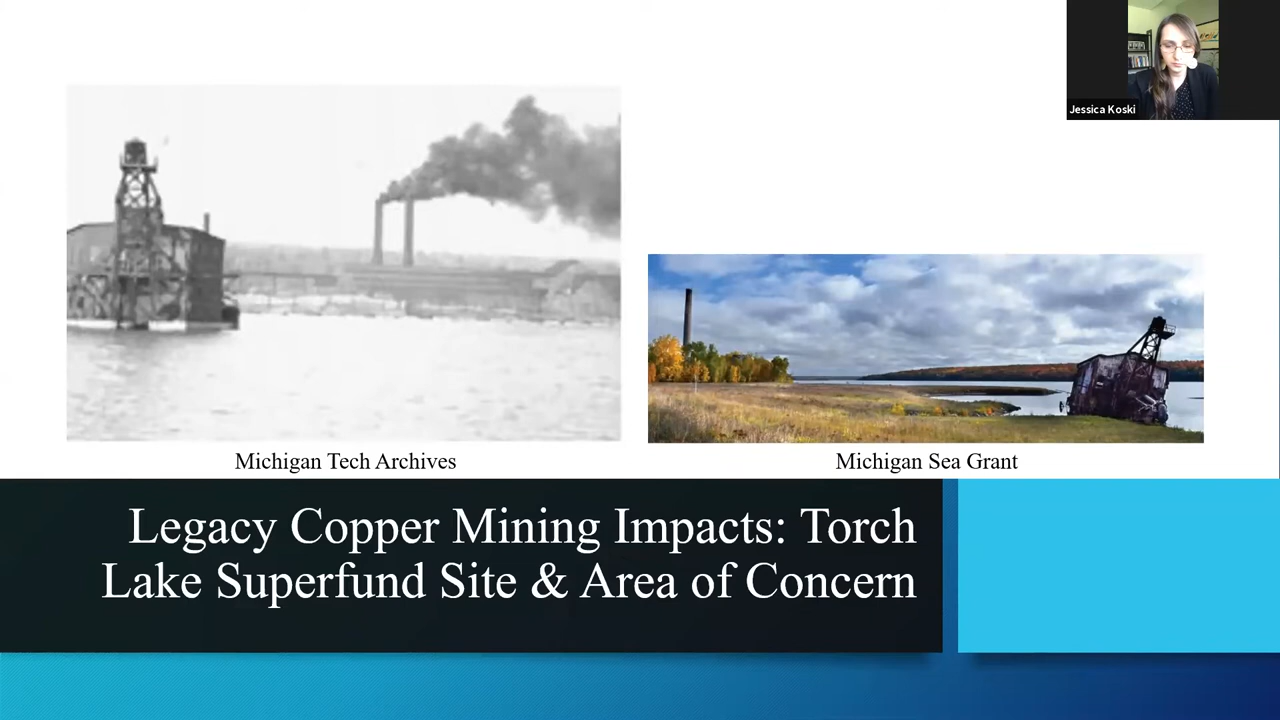 Jessica Koski
Michigan Tech Archives
Michigan Sea Grant
Legacy Copper Mining Impacts: Torch
Lake Superfund Site & Area of Concern